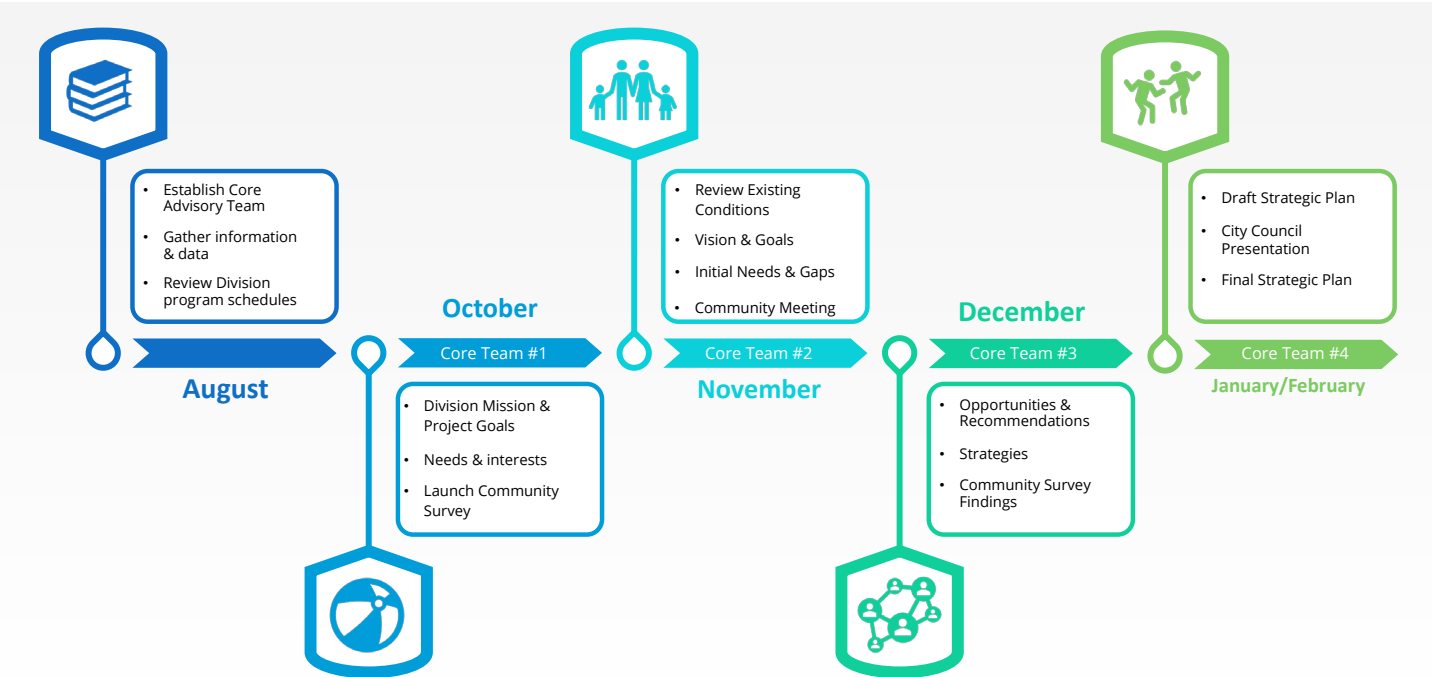 • Establish Core
Advisory Team
• Gather information
& data
• Review Division
program schedules
August
October
Core Team #1
• Division Mission &
Project Goals
• Needs & interests
• Launch Community
Survey
• Review Existing
Conditions
• Vision & Goals
• Initial Needs & Gaps
• Community Meeting
Core Team #2
November
December
Core Team #3
• Opportunities &
Recommendations
• Strategies
• Community Survey
Findings
• Draft Strategic Plan
• City Council
Presentation
• Final Strategic Plan
Core Team #4
January/February